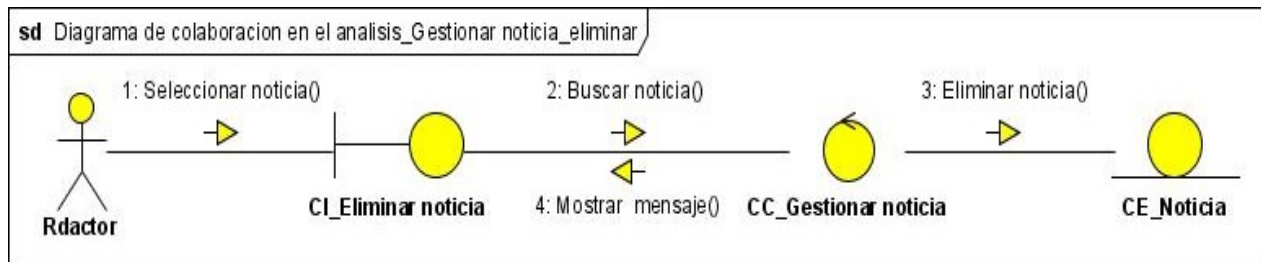 sd Diagrama de colaboracion en el analisis_Gestionar noticia_eliminar
1: Seleccionar noticia()
2: Buscar noticia()
3: Eliminar noticia()
4: Mostrar mensaje()
Rdactor
CI_Eliminar noticia
CC_Gestionar noticia
CE_Noticia